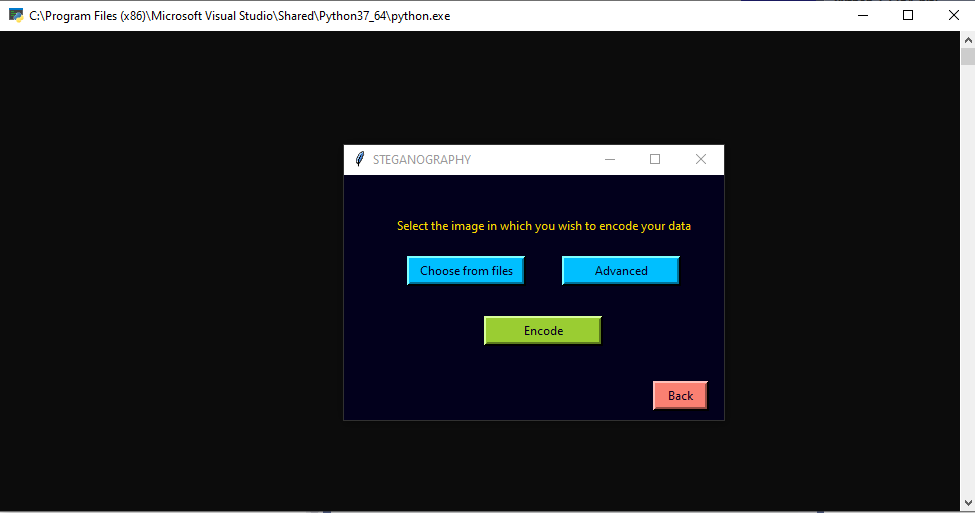 C:\Program Files (x86)\Microsoft Visual Studio\Shared\Python37_64\python.exe
STEGANOGRAPHY
Select the image in which you wish to encode your data
Choose from files Advanced
Encode
Back